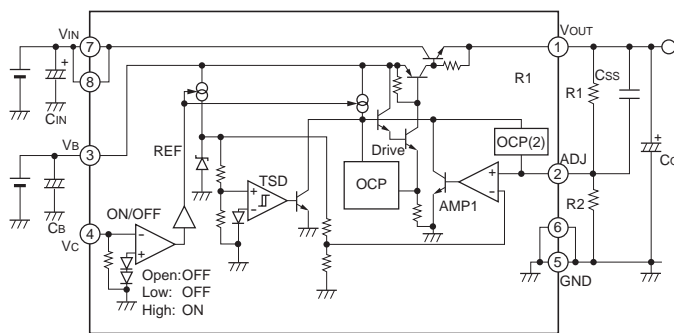 VIN
7
8
+
CIN
VB
3
CB
4
VC
ON/OFF
-
+
Open:OFF
Low: OFF
High: ON
REF
+
-
TSD
Drive
OCP
AMP1
+
-
OCP(2)
R1
VOUT
1
CSS
R1
ADJ
2
R2
6
5
GND
+